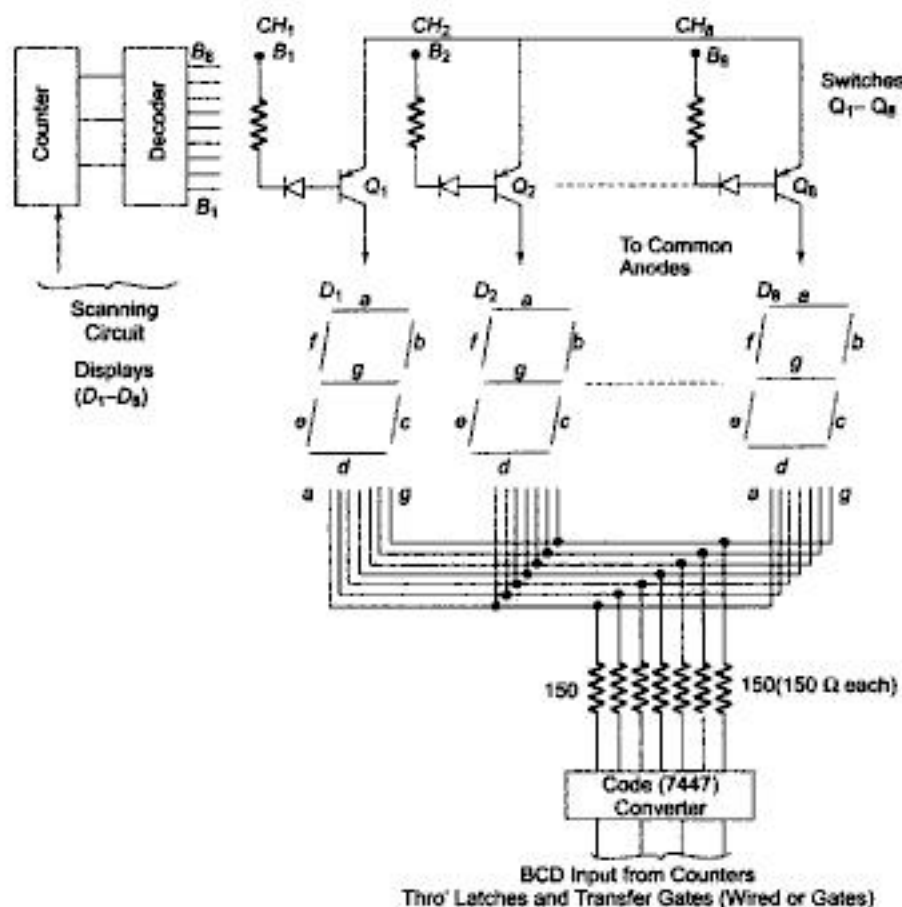 CH1 CH2 CH8
B8 B1 B2 B8
Switches
Q1– Q8
Counter
Decoder
Q1 Q2 Q8
B1
To Common
Anodes
Scanning
Circuit
Displays
(D1–D8)
D1 a D2 a D8 a
f b f f b
g g g
e c e c e c
d d d
a g a g
150 150(150 Ω each)
Code (7447)
Converter
BCD Input from Counters
Thro' Latches and Transfer Gates (Wired or Gates)